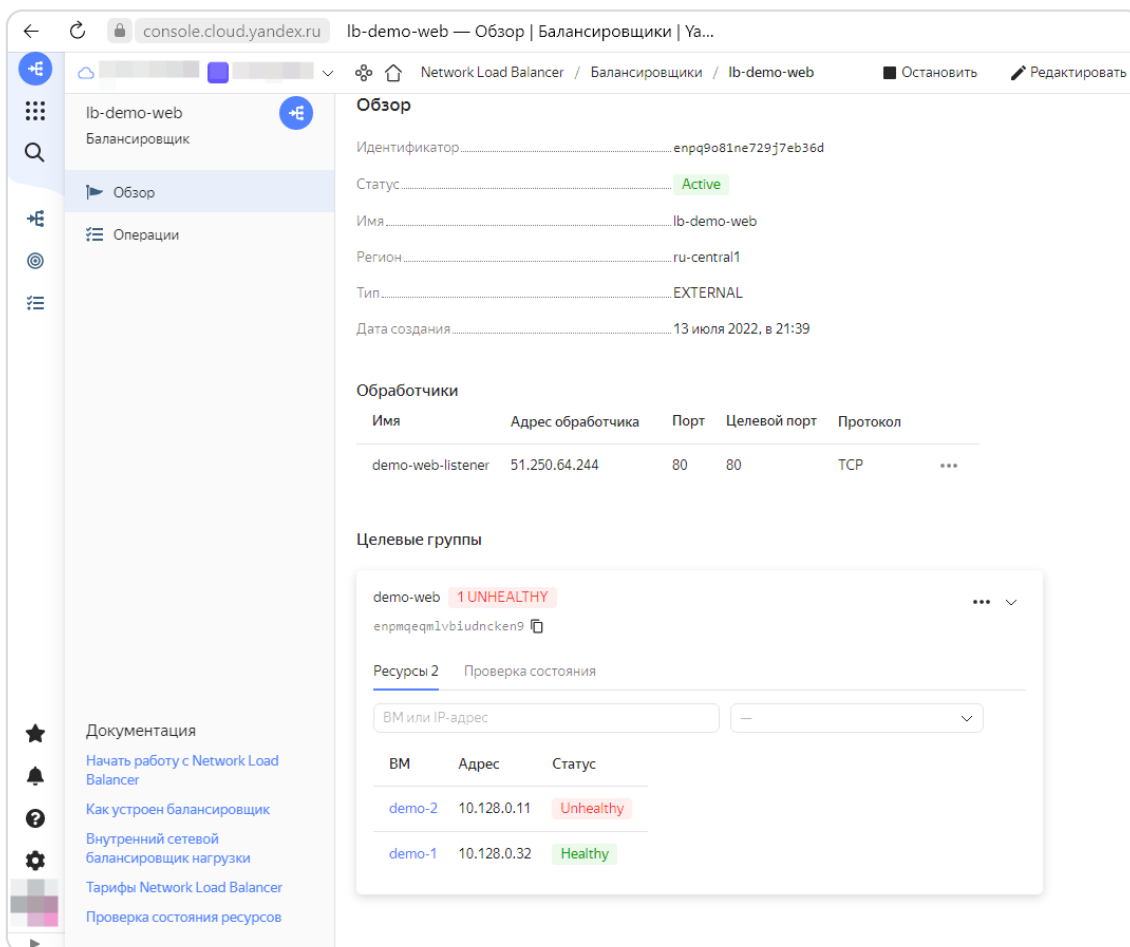 console.cloud.yandex.ru lb-demo-web — Обзор | Балансировщики | Ya...
Network Load Balancer / Балансировщики / lb-demo-web Остановить Редактировать
lb-demo-web
Балансировщик
Обзор
Операции
Документация
Начать работу с Network Load
Balancer
Как устроен балансировщик
Внутренний сетевой
балансировщик нагрузки
Тарифы Network Load Balancer
Проверка состояния ресурсов
Обзор
Идентификатор enpq9o81ne729j7eb36d
Статус Active
Имя lb-demo-web
Регион ru-central1
Тип EXTERNAL
Дата создания 13 июля 2022, в 21:39
Обработчики
Имя Адрес обработчика Порт Целевой порт Протокол
demo-web-listener 51.250.64.244 80 80 TCP
Целевые группы
demo-web 1 UNHEALTHY
enpmqeqmlvbiudncken9
Ресурсы 2 Проверка состояния
ВМ или IP-адрес —
ВМ Адрес Статус
demo-2 10.128.0.11 Unhealthy
demo-1 10.128.0.32 Healthy